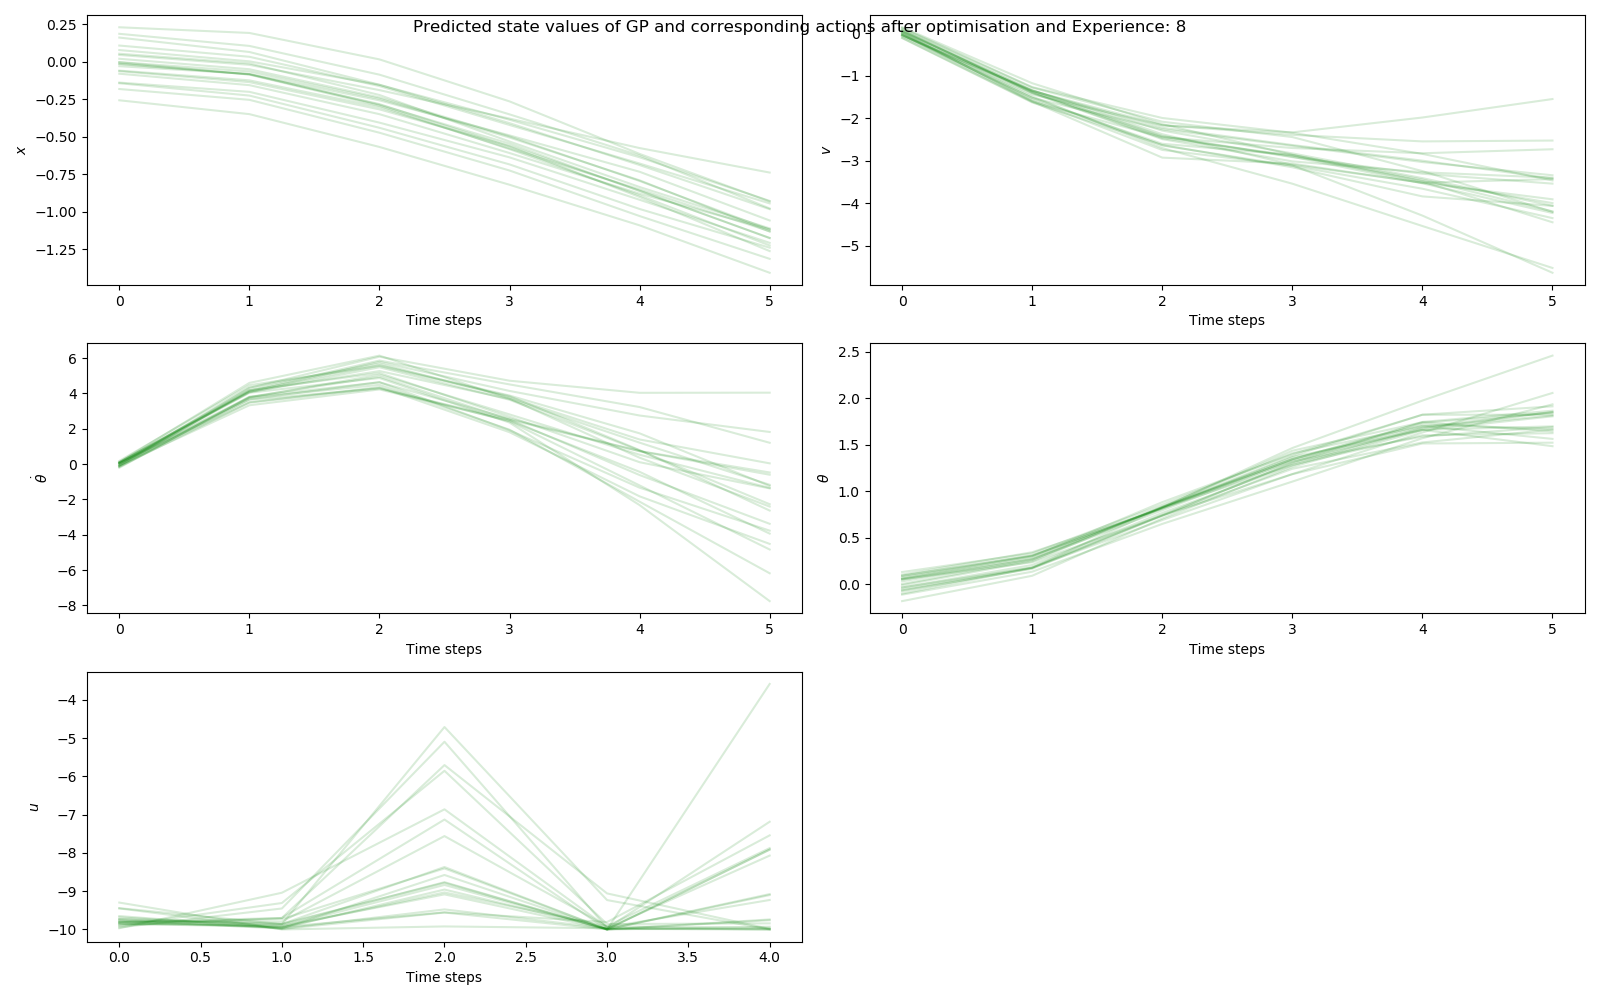 Predicted state values of GP and corresponding actions after optimisation and Experience: 8
0.25
0.00
−0.25
−0.50
−0.75
−1.00
−1.25
x
0 1 2 3 4 5
Time steps
0
−1
−2
−3
−4
−5
v
0 1 2 3 4 5
Time steps
6
4
2
0
−2
−4
−6
−8
θ̇
0 1 2 3 4 5
Time steps
2.5
2.0
1.5
1.0
0.5
0.0
θ
0 1 2 3 4 5
Time steps
−4
−5
−6
−7
−8
−9
−10
u
0.0 0.5 1.0 1.5 2.0 2.5 3.0 3.5 4.0
Time steps